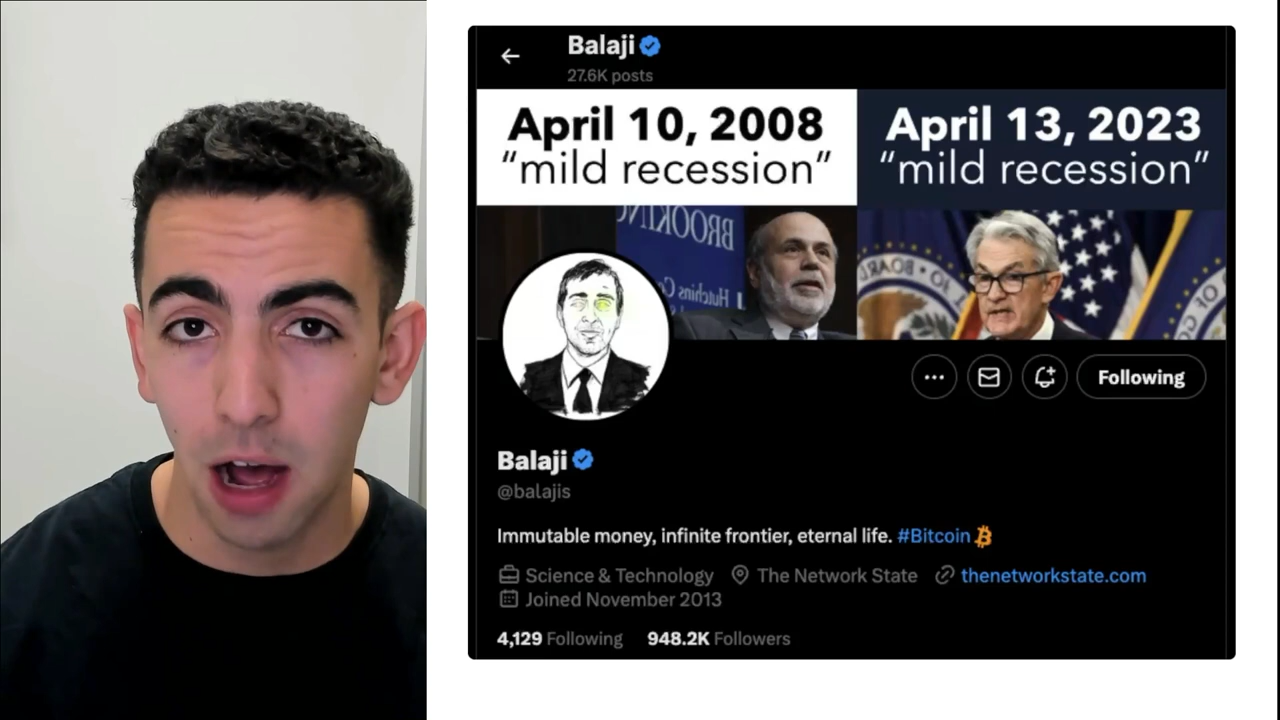 Balaji
27.6K posts
April 10, 2008
“mild recession”
April 13, 2023
“mild recession”
BROOKIN
Hutchins C
Following
Balaji
@balajis
Immutable money, infinite frontier, eternal life. #Bitcoin
Science & Technology The Network State thenetworkstate.com
Joined November 2013
4,129 Following 948.2K Followers